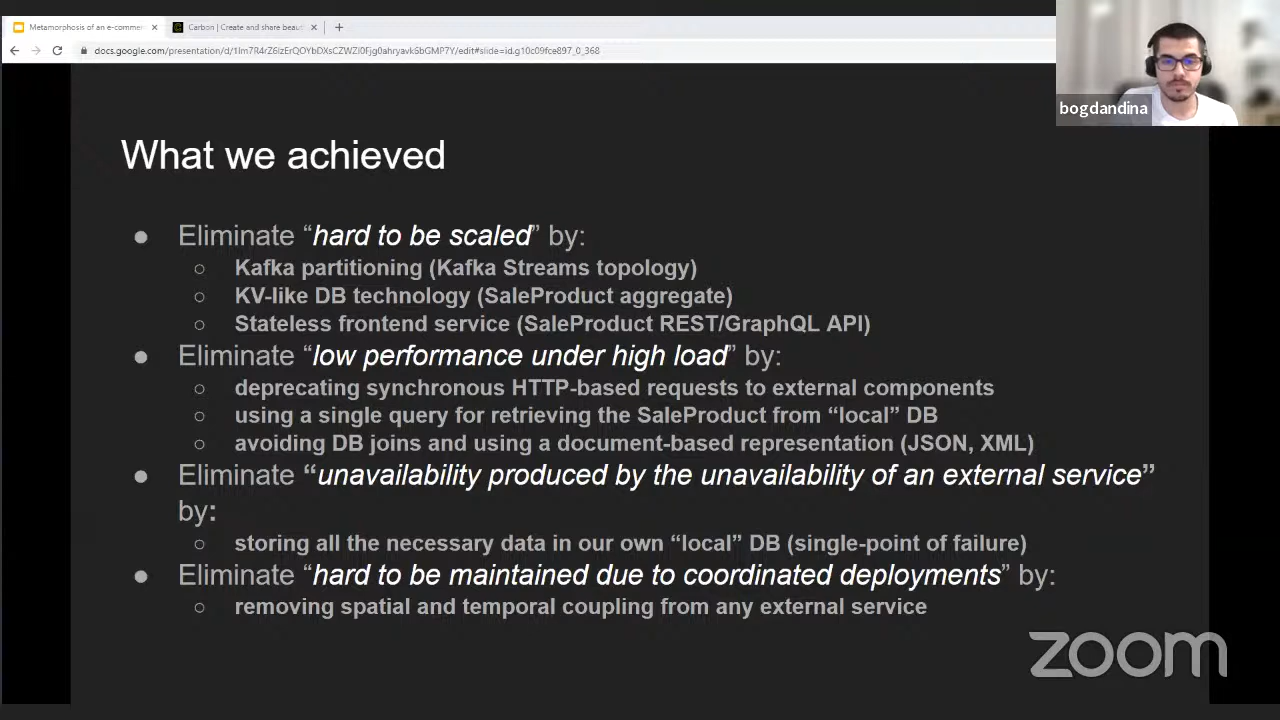 Metamorphosis of an e-comme
Carbon | Create and share beau
docs.google.com/presentation/d/
bogdandina
What we achieved
● Eliminate “hard to be scaled” by:
○ Kafka partitioning (Kafka Streams topology)
○ KV-like DB technology (SaleProduct aggregate)
○ Stateless frontend service (SaleProduct REST/GraphQL API)
● Eliminate “low performance under high load” by:
○ deprecating synchronous HTTP-based requests to external components
○ using a single query for retrieving the SaleProduct from “local” DB
○ avoiding DB joins and using a document-based representation (JSON, XML)
● Eliminate “unavailability produced by the unavailability of an external service”
by:
○ storing all the necessary data in our own “local” DB (single-point of failure)
● Eliminate “hard to be maintained due to coordinated deployments” by:
○ removing spatial and temporal coupling from any external service
zoom